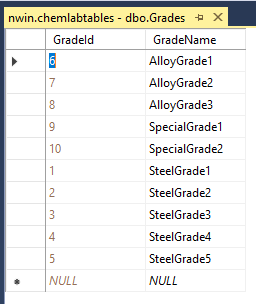 nwin.chemlabtables - dbo.Grades
GradeId GradeName
6 AlloyGrade1
7 AlloyGrade2
8 AlloyGrade3
9 SpecialGrade1
10 SpecialGrade2
1 SteelGrade1
2 SteelGrade2
3 SteelGrade3
4 SteelGrade4
5 SteelGrade5
NULL NULL